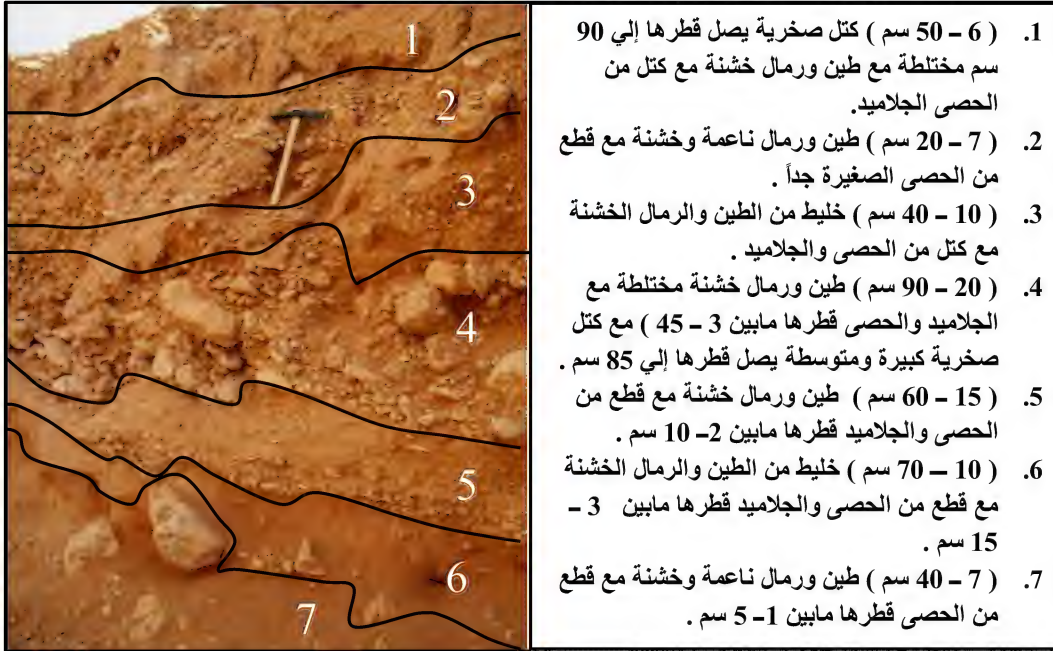 1
2
3
4
5
6
7
1. ( 6 – 50 سم ) كتل صخرية يصل قطرها إلي 90
سم مختلطة مع طين ورمال خشنة مع كتل من
الحصى الجلاميد.
2. ( 7 – 20 سم ) طين ورمال ناعمة وخشنة مع قطع
من الحصى الصغيرة جداً .
3. ( 10 – 40 سم ) خليط من الطين والرمال الخشنة
مع كتل من الحصى والجلاميد .
4. ( 20 – 90 سم ) طين ورمال خشنة مختلطة مع
الجلاميد والحصى قطرها مابين 3 – 45 ) مع كتل
صخرية كبيرة ومتوسطة يصل قطرها إلي 85 سم .
5. ( 15 – 60 سم ) طين ورمال خشنة مع قطع من
الحصى والجلاميد قطرها مابين 2– 10 سم .
6. ( 10 – 70 سم ) خليط من الطين والرمال الخشنة
مع قطع من الحصى والجلاميد قطرها مابين 3 –
15 سم .
7. ( 7 – 40 سم ) طين ورمال ناعمة وخشنة مع قطع
من الحصى قطرها مابين 1– 5 سم .